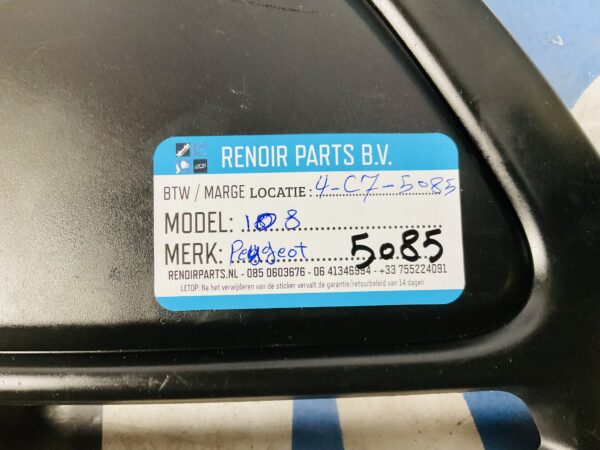 RENOIR PARTS B.V.
BTW / MARGE LOCATIE: 4-C7-5085
MODEL: 108
MERK: Peugeot 5085
RENOIRPARTS.NL - 085 0603676 - 06 41346994 - +33 755224091
LETOP: Na het verwijderen van de sticker vervalt de garantie/retourbeleid van 14 dagen